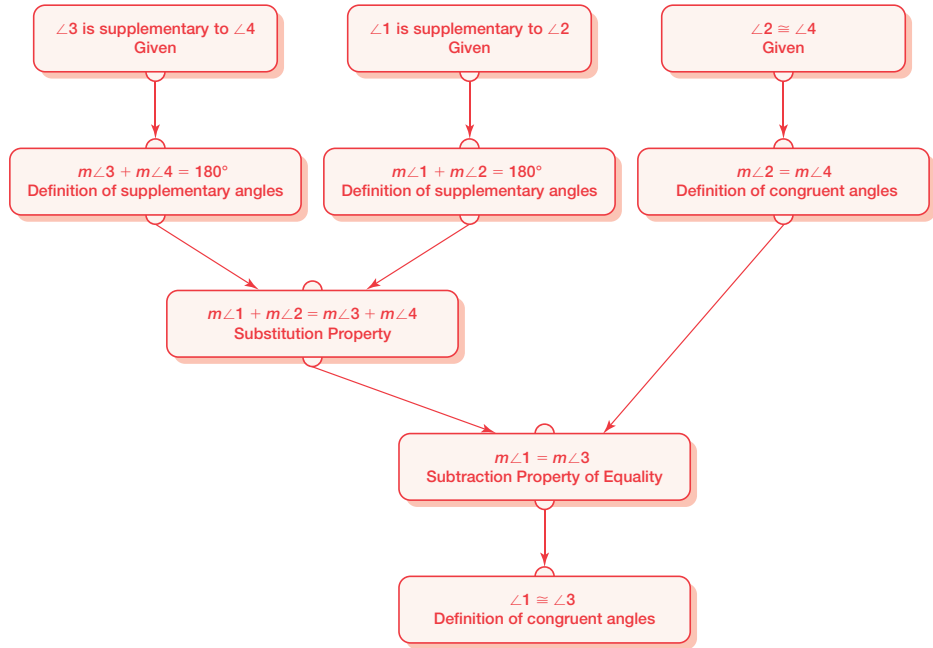 ∠3 is supplementary to ∠4
Given
∠1 is supplementary to ∠2
Given
∠2 ≅ ∠4
Given
m∠3 + m∠4 = 180°
Definition of supplementary angles
m∠1 + m∠2 = 180°
Definition of supplementary angles
m∠2 = m∠4
Definition of congruent angles
m∠1 + m∠2 = m∠3 + m∠4
Substitution Property
m∠1 = m∠3
Subtraction Property of Equality
∠1 ≅ ∠3
Definition of congruent angles